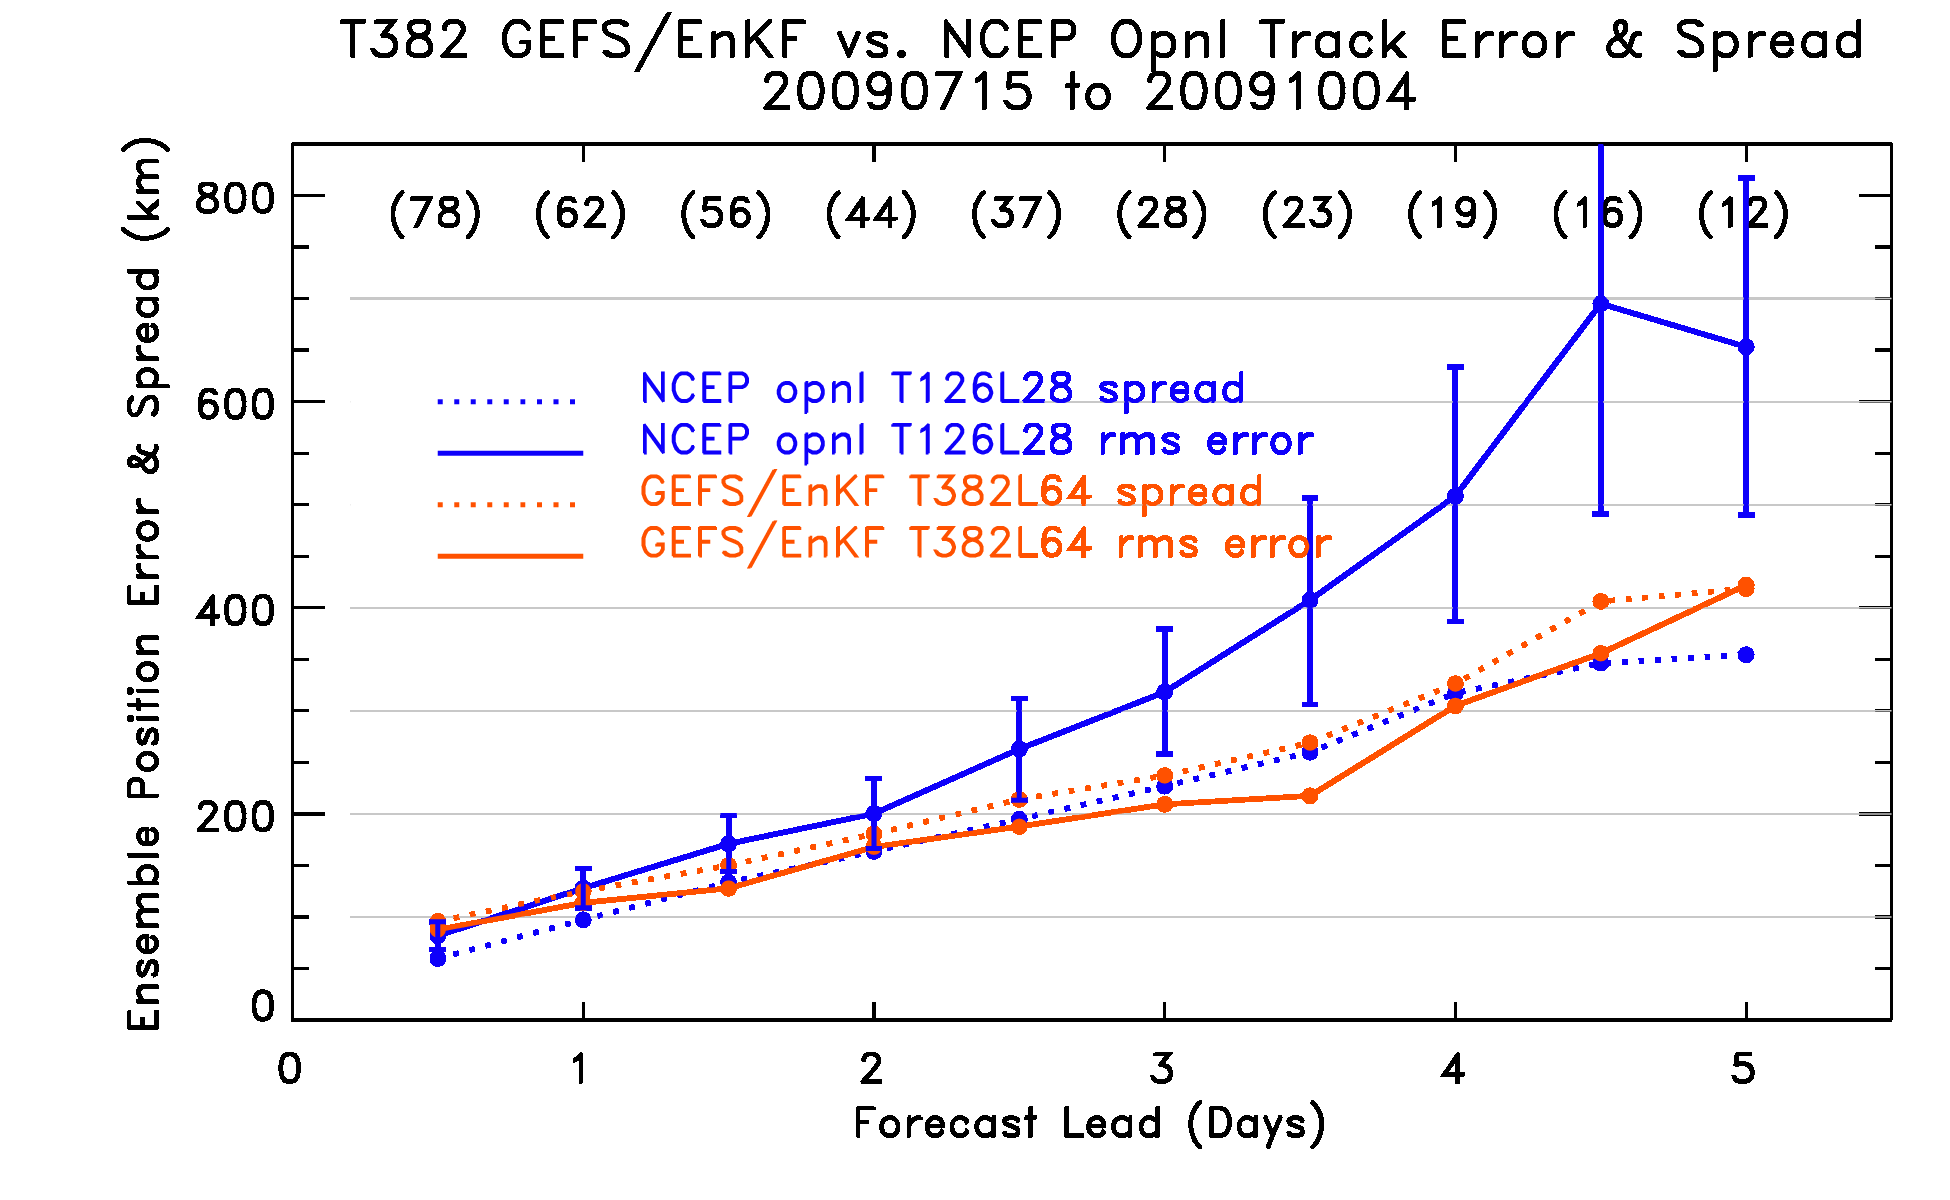 T382 GEFS/EnKF vs. NCEP Opnl Track Error & Spread
20090715 to 20091004
Ensemble Position Error & Spread (km)
800
600
400
200
0
(78) (62) (56) (44) (37) (28) (23) (19) (16) (12)
NCEP opnl T126L28 spread
NCEP opnl T126L28 rms error
GEFS/EnKF T382L64 spread
GEFS/EnKF T382L64 rms error
0 1 2 3 4 5
Forecast Lead (Days)